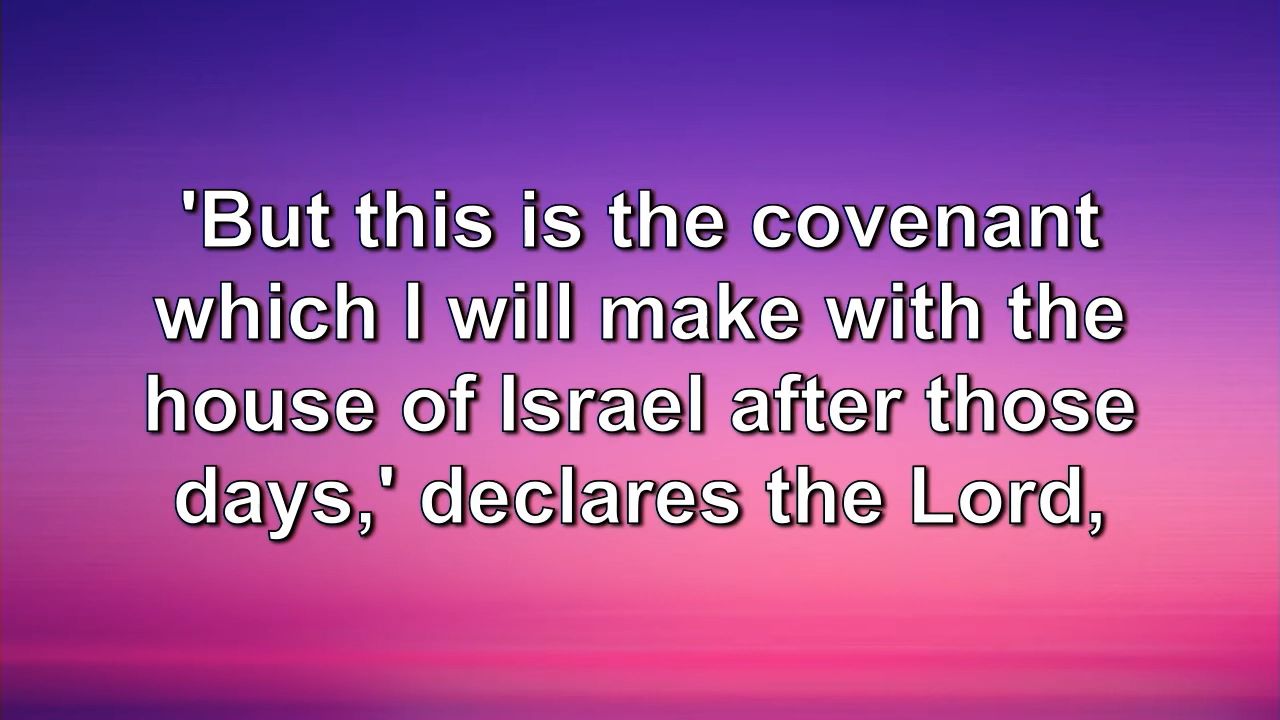 'But this is the covenant
which I will make with the
house of Israel after those
days,' declares the Lord,